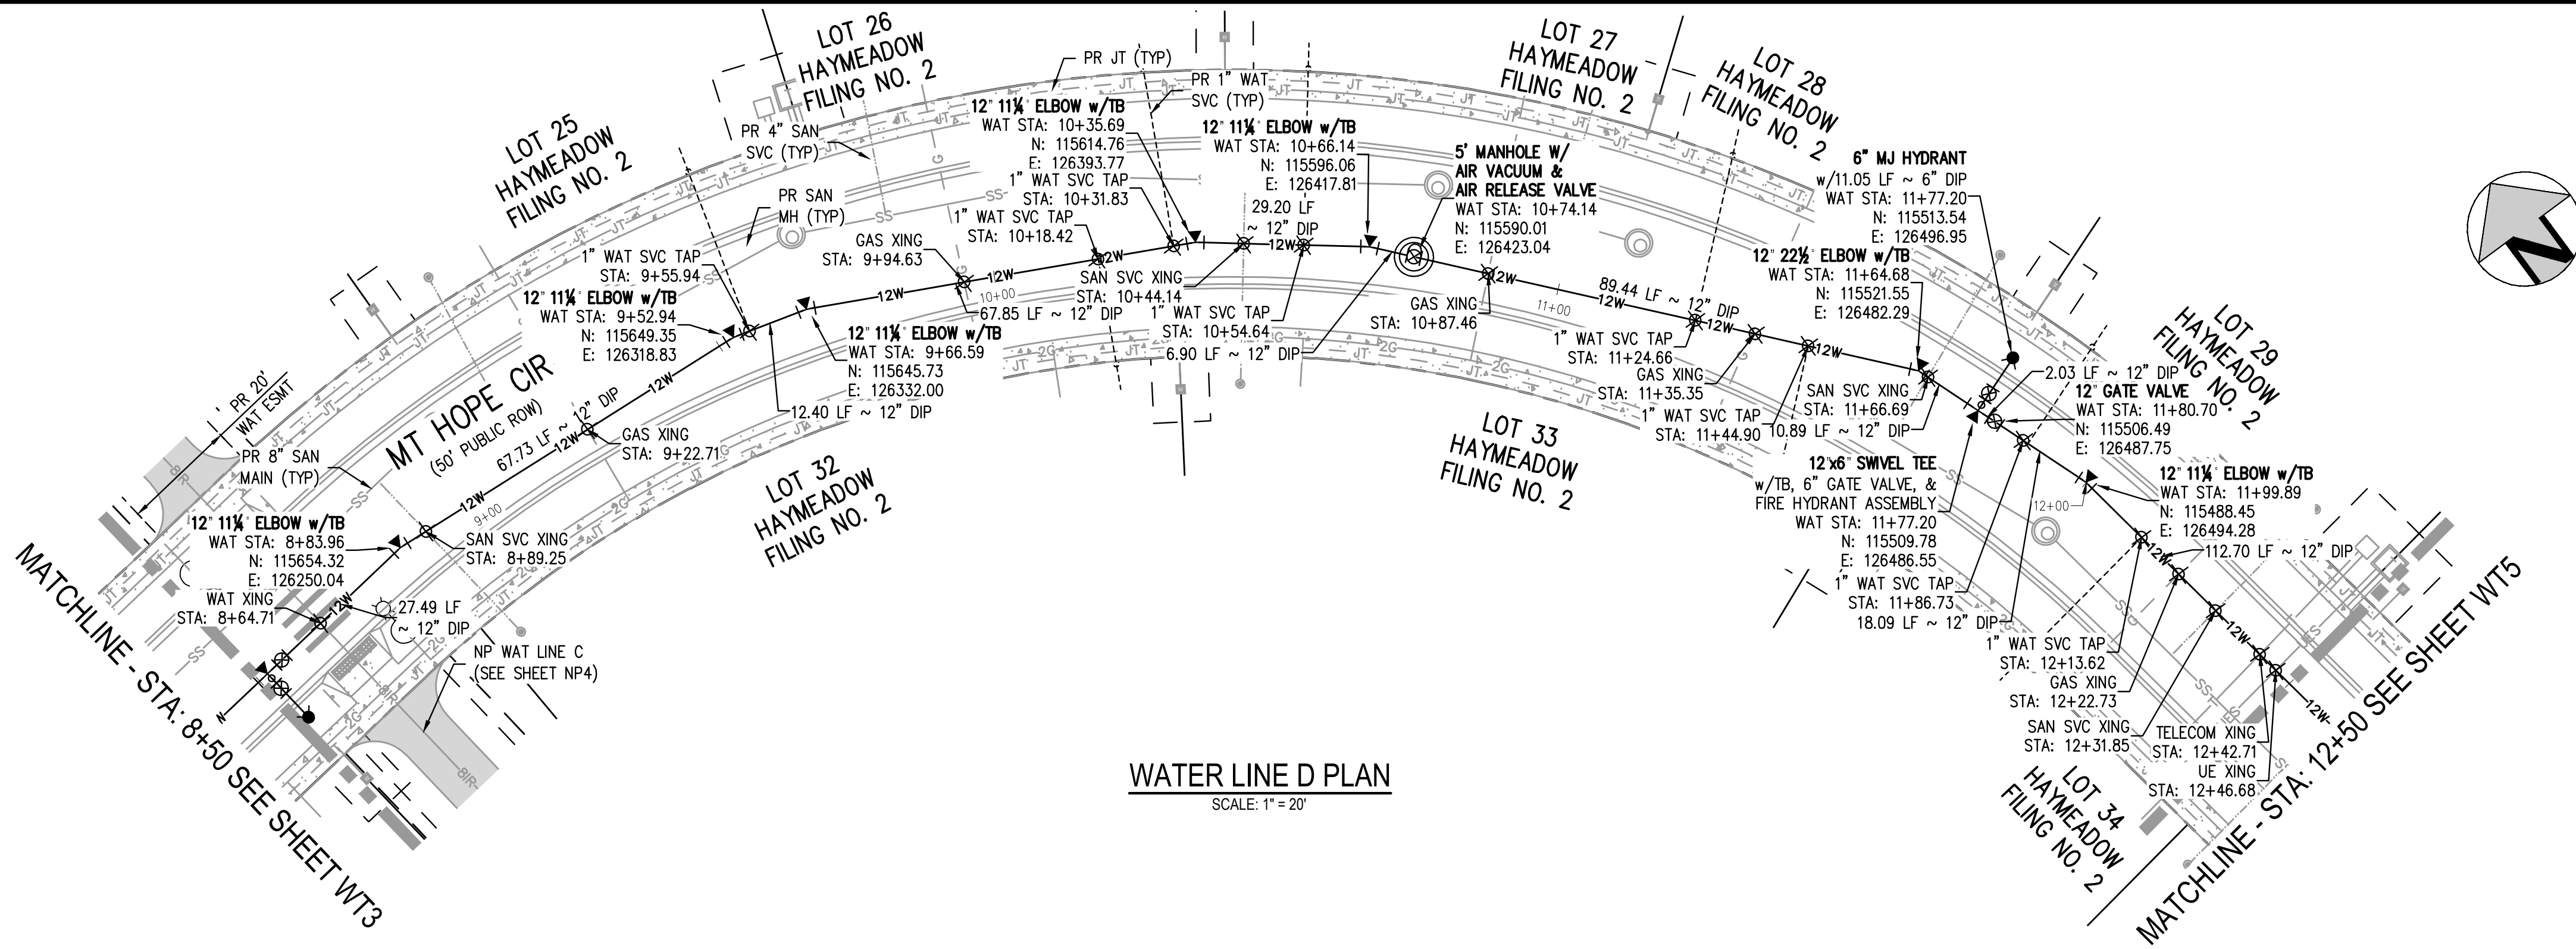 LOT 25
HAYMEADOW
FILING NO. 2
LOT 26
HAYMEADOW
FILING NO. 2
PR JT (TYP)
PR 1" WAT
SVC (TYP)
LOT 27
HAYMEADOW
FILING NO. 2
LOT 28
HAYMEADOW
FILING NO. 2
LOT 29
HAYMEADOW
FILING NO. 2
PR 4" SAN
SVC (TYP)
PR SAN
MH (TYP)
12" 11¼° ELBOW w/TB
WAT STA: 10+35.69
N: 115614.76
E: 126393.77
1" WAT SVC TAP
STA: 10+31.83
1" WAT SVC TAP
STA: 10+18.42
GAS XING
STA: 9+94.63
1" WAT SVC TAP
STA: 9+55.94
12" 11¼° ELBOW w/TB
WAT STA: 9+52.94
N: 115649.35
E: 126318.83
12" 11¼° ELBOW w/TB
WAT STA: 9+66.59
N: 115645.73
E: 126332.00
12.40 LF ~ 12" DIP
12" 11¼° ELBOW w/TB
WAT STA: 10+66.14
N: 115596.06
E: 126417.81
29.20 LF
~ 12" DIP
5' MANHOLE W/
AIR VACUUM &
AIR RELEASE VALVE
WAT STA: 10+74.14
N: 115590.01
E: 126423.04
6" MJ HYDRANT
w/11.05 LF ~ 6" DIP
WAT STA: 11+77.20
N: 115513.54
E: 126496.95
12" 22½° ELBOW w/TB
WAT STA: 11+64.68
N: 115521.55
E: 126482.29
SAN SVC XING
STA: 10+44.14
10+00
67.85 LF ~ 12" DIP
1" WAT SVC TAP
STA: 10+54.64
6.90 LF ~ 12" DIP
GAS XING
STA: 10+87.46
11+00
89.44 LF ~ 12" DIP
1" WAT SVC TAP
STA: 11+24.66
GAS XING
STA: 11+35.35
1" WAT SVC TAP
STA: 11+44.90
SAN SVC XING
STA: 11+66.69
10.89 LF ~ 12" DIP
2.03 LF ~ 12" DIP
12" GATE VALVE
WAT STA: 11+80.70
N: 115506.49
E: 126487.75
12"x6" SWIVEL TEE
w/TB, 6" GATE VALVE, &
FIRE HYDRANT ASSEMBLY
WAT STA: 11+77.20
N: 115509.78
E: 126486.55
1" WAT SVC TAP
STA: 11+86.73
18.09 LF ~ 12" DIP
12+00
12" 11¼° ELBOW w/TB
WAT STA: 11+99.89
N: 115488.45
E: 126494.28
112.70 LF ~ 12" DIP
1" WAT SVC TAP
STA: 12+13.62
GAS XING
STA: 12+22.73
SAN SVC XING
STA: 12+31.85
TELECOM XING
STA: 12+42.71
UE XING
STA: 12+46.68
PR 20'
WAT ESMT
MT HOPE CIR
(50' PUBLIC ROW)
67.73 LF ~ 12" DIP
GAS XING
STA: 9+22.71
PR 8" SAN
MAIN (TYP)
9+00
12" 11¼° ELBOW w/TB
WAT STA: 8+83.96
N: 115654.32
E: 126250.04
SAN SVC XING
STA: 8+89.25
WAT XING
STA: 8+64.71
27.49 LF
~ 12" DIP
NP WAT LINE C
(SEE SHEET NP4)
LOT 32
HAYMEADOW
FILING NO. 2
LOT 33
HAYMEADOW
FILING NO. 2
LOT 34
HAYMEADOW
FILING NO. 2
MATCHLINE - STA: 8+50 SEE SHEET WT3
MATCHLINE - STA: 12+50 SEE SHEET WT5
N
WATER LINE D PLAN
SCALE: 1" = 20'